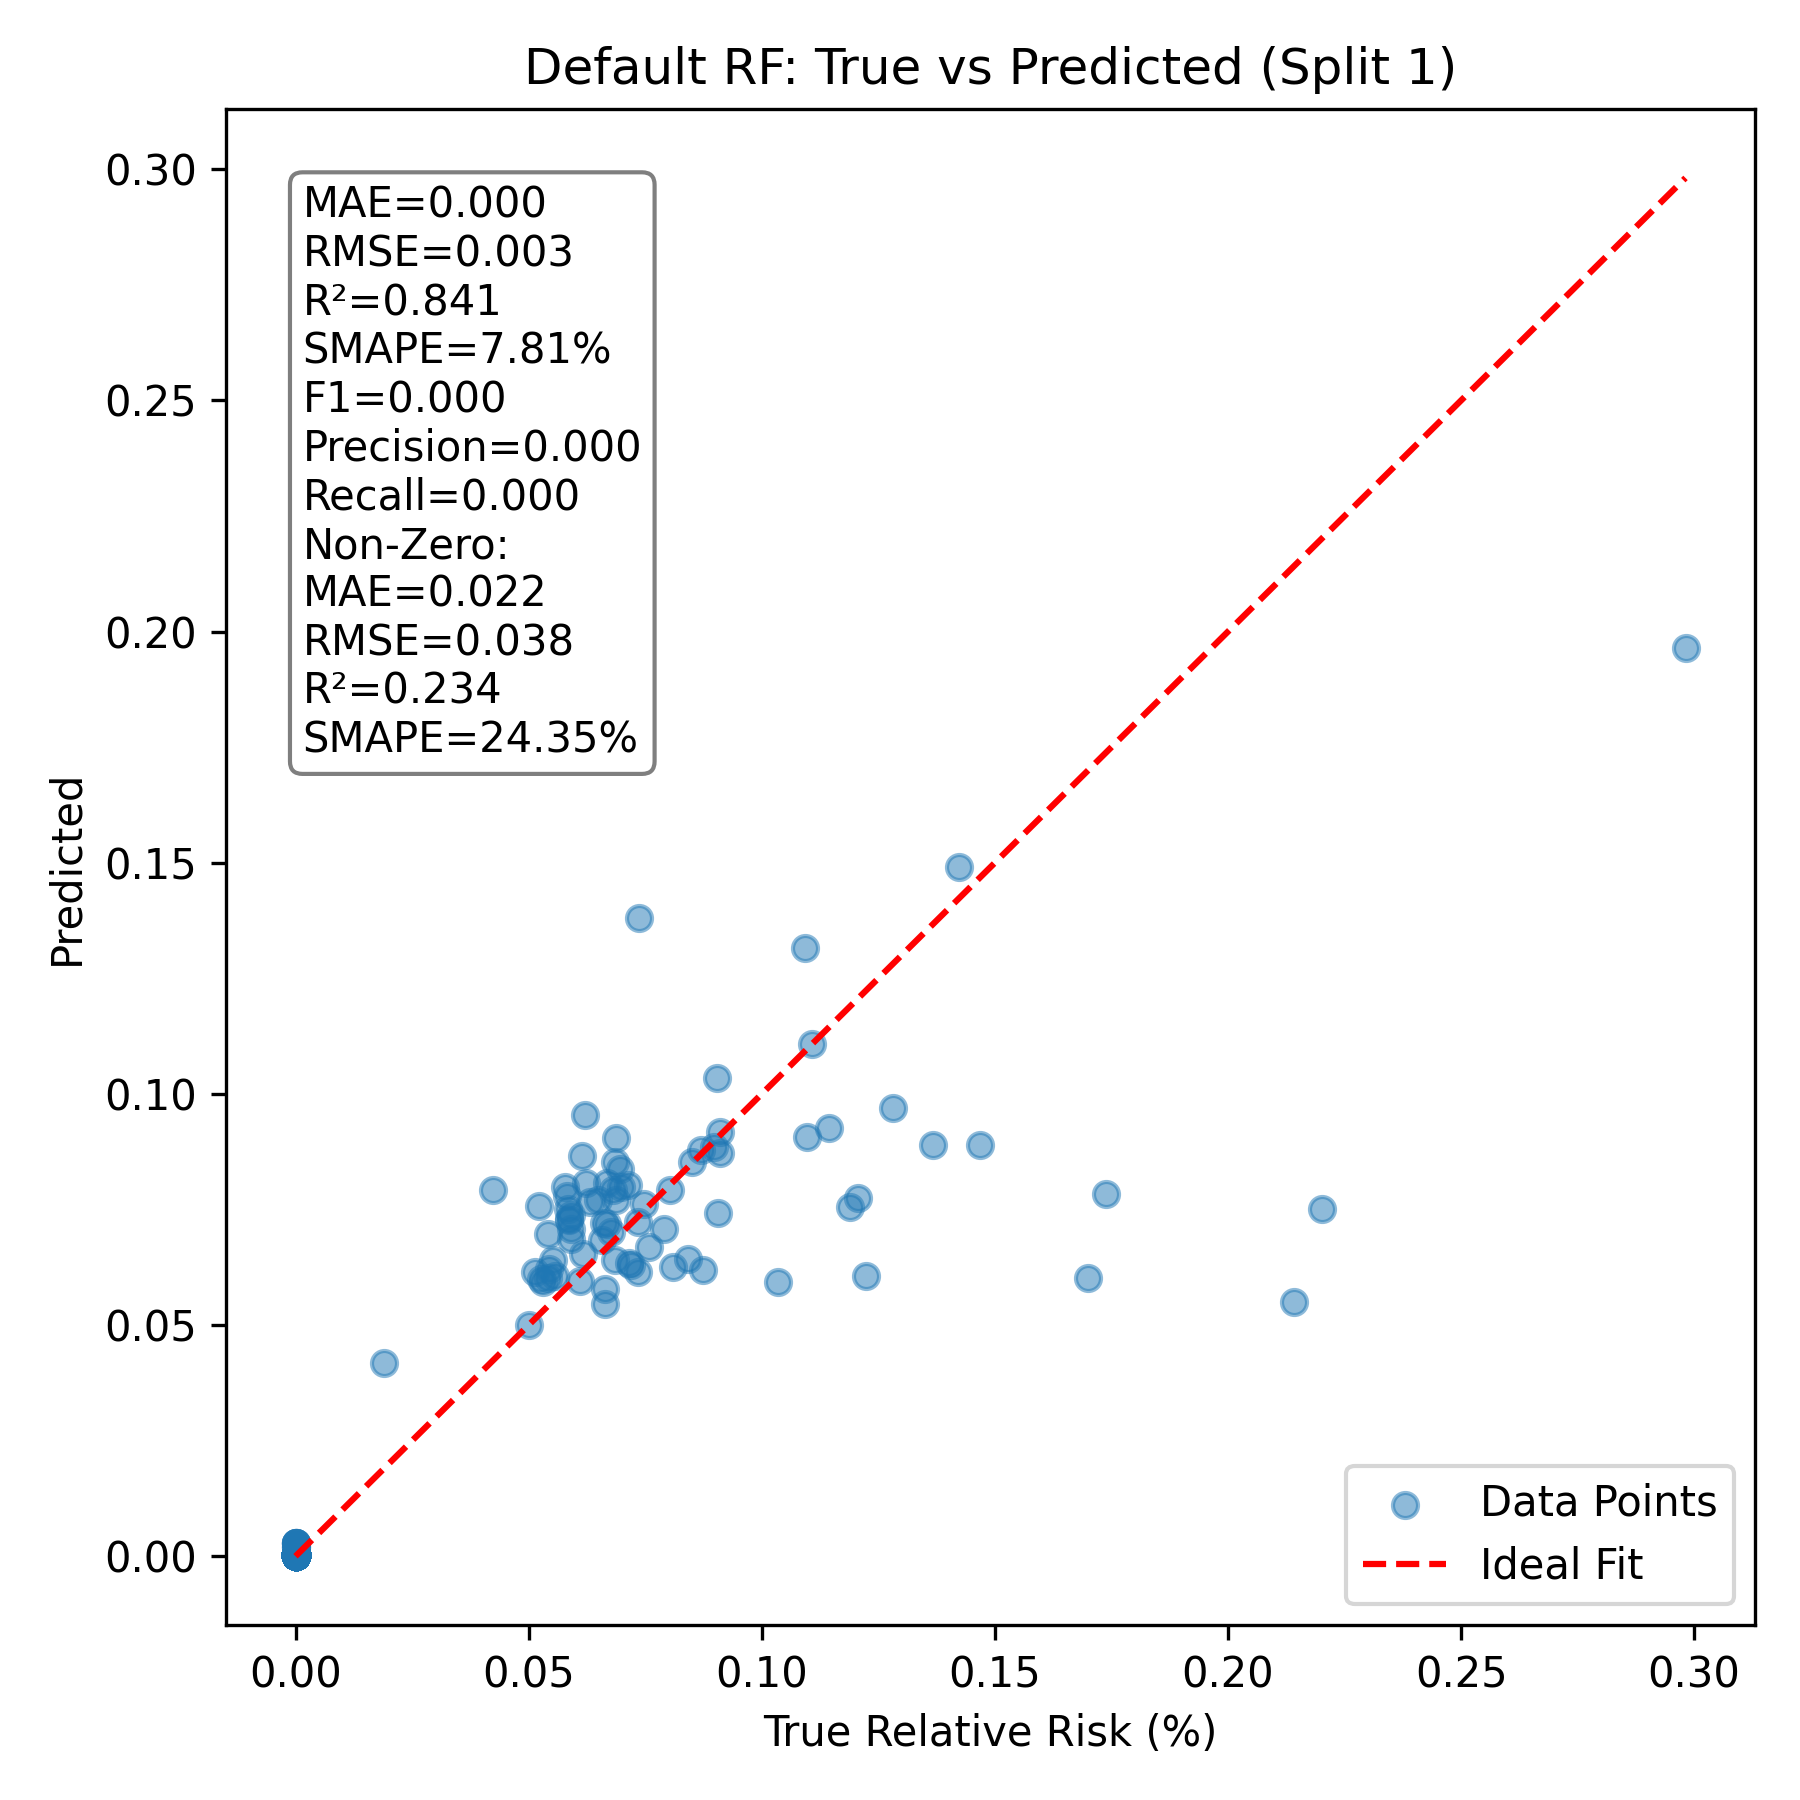 Default RF: True vs Predicted (Split 1)
MAE=0.000
RMSE=0.003
R²=0.841
SMAPE=7.81%
F1=0.000
Precision=0.000
Recall=0.000
Non-Zero:
MAE=0.022
RMSE=0.038
R²=0.234
SMAPE=24.35%
Predicted
0.30
0.25
0.20
0.15
0.10
0.05
0.00
Data Points
Ideal Fit
0.00 0.05 0.10 0.15 0.20 0.25 0.30
True Relative Risk (%)